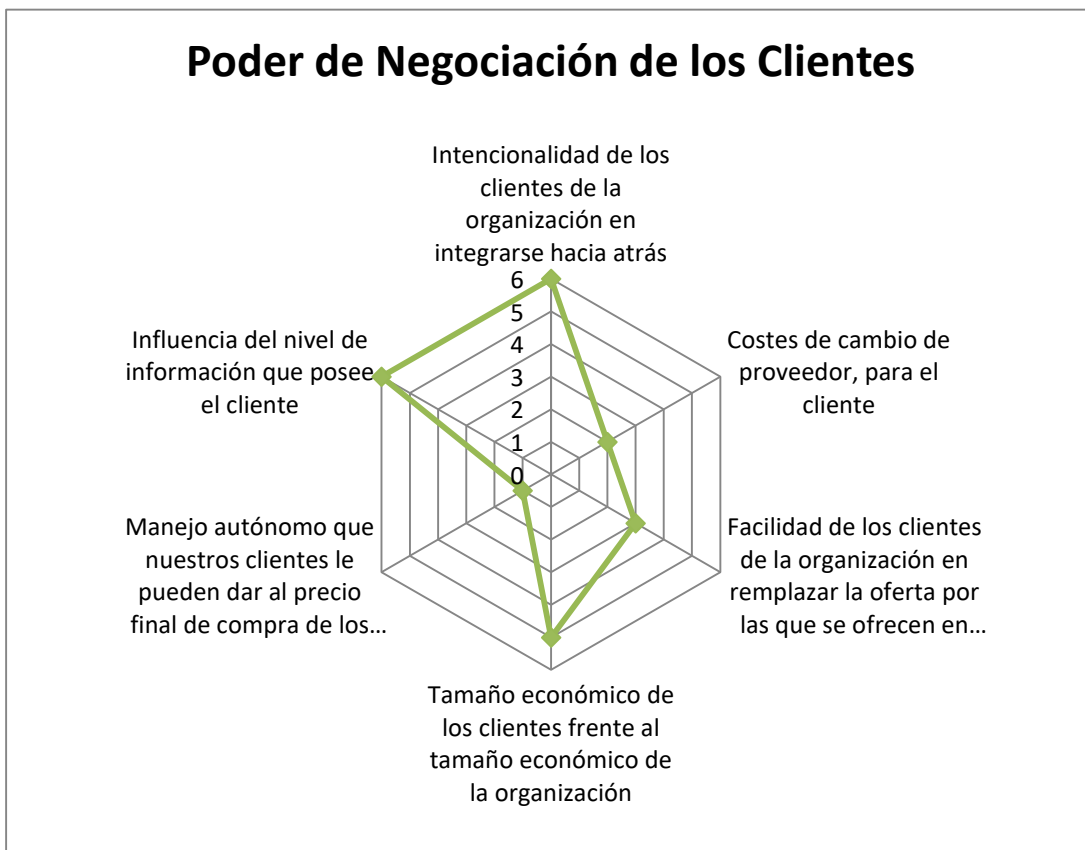 Poder de Negociación de los Clientes
Intencionalidad de los
clientes de la
organización en
integrarse hacia atrás
6
5
4
3
2
1
0
Costes de cambio de
proveedor, para el
cliente
Facilidad de los clientes
de la organización en
remplazar la oferta por
las que se ofrecen en…
Tamaño económico de
los clientes frente al
tamaño económico de
la organización
Manejo autónomo que
nuestros clientes le
pueden dar al precio
final de compra de los…
Influencia del nivel de
información que posee
el cliente